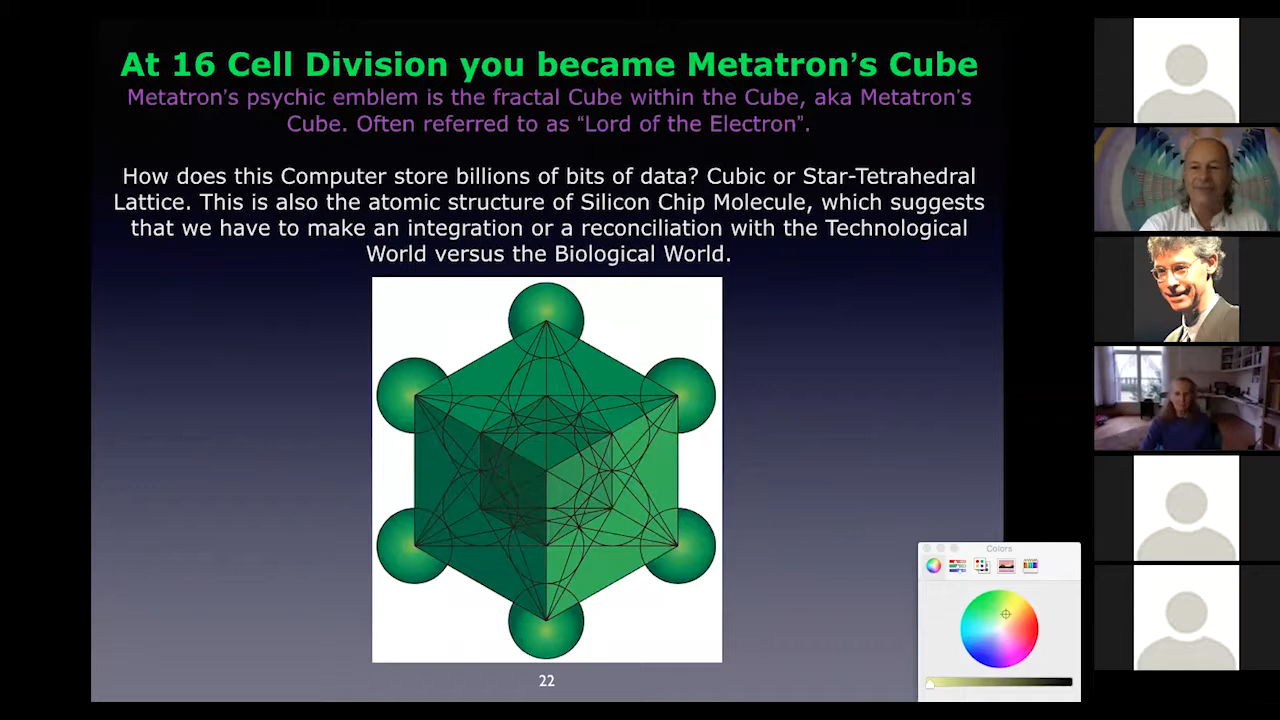 At 16 Cell Division you became Metatron’s Cube
Metatron’s psychic emblem is the fractal Cube within the Cube, aka Metatron’s
Cube. Often referred to as “Lord of the Electron”.
How does this Computer store billions of bits of data? Cubic or Star-Tetrahedral
Lattice. This is also the atomic structure of Silicon Chip Molecule, which suggests
that we have to make an integration or a reconciliation with the Technological
World versus the Biological World.
Colors
22